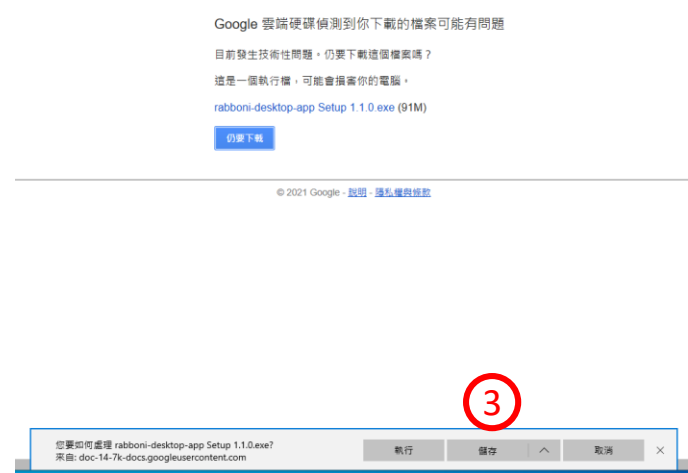 Google 雲端硬碟偵測到你下載的檔案可能有問題
目前發生技術性問題。仍要下載這個檔案嗎？
這是一個執行檔，可能會損害你的電腦。
rabboni-desktop-app Setup 1.1.0.exe (91M)
仍要下載
© 2021 Google - 說明 - 隱私權與條款
3
您要如何處理 rabboni-desktop-app Setup 1.1.0.exe?
來自: doc-14-7k-docs.googleusercontent.com
執行 儲存 取消